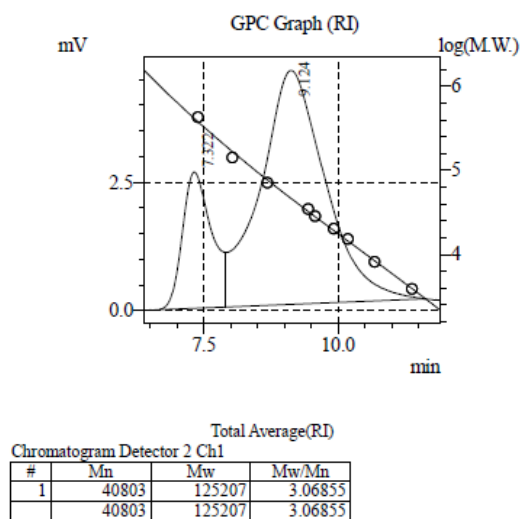 GPC Graph (RI)
mV
log(M.W.)
6
9.124
5
7.322
2.5
4
0.0
7.5 10.0
min
Total Average(RI)
Chromatogram Detector 2 Ch1
# Mn Mw Mw/Mn
1 40803 125207 3.06855
40803 125207 3.06855